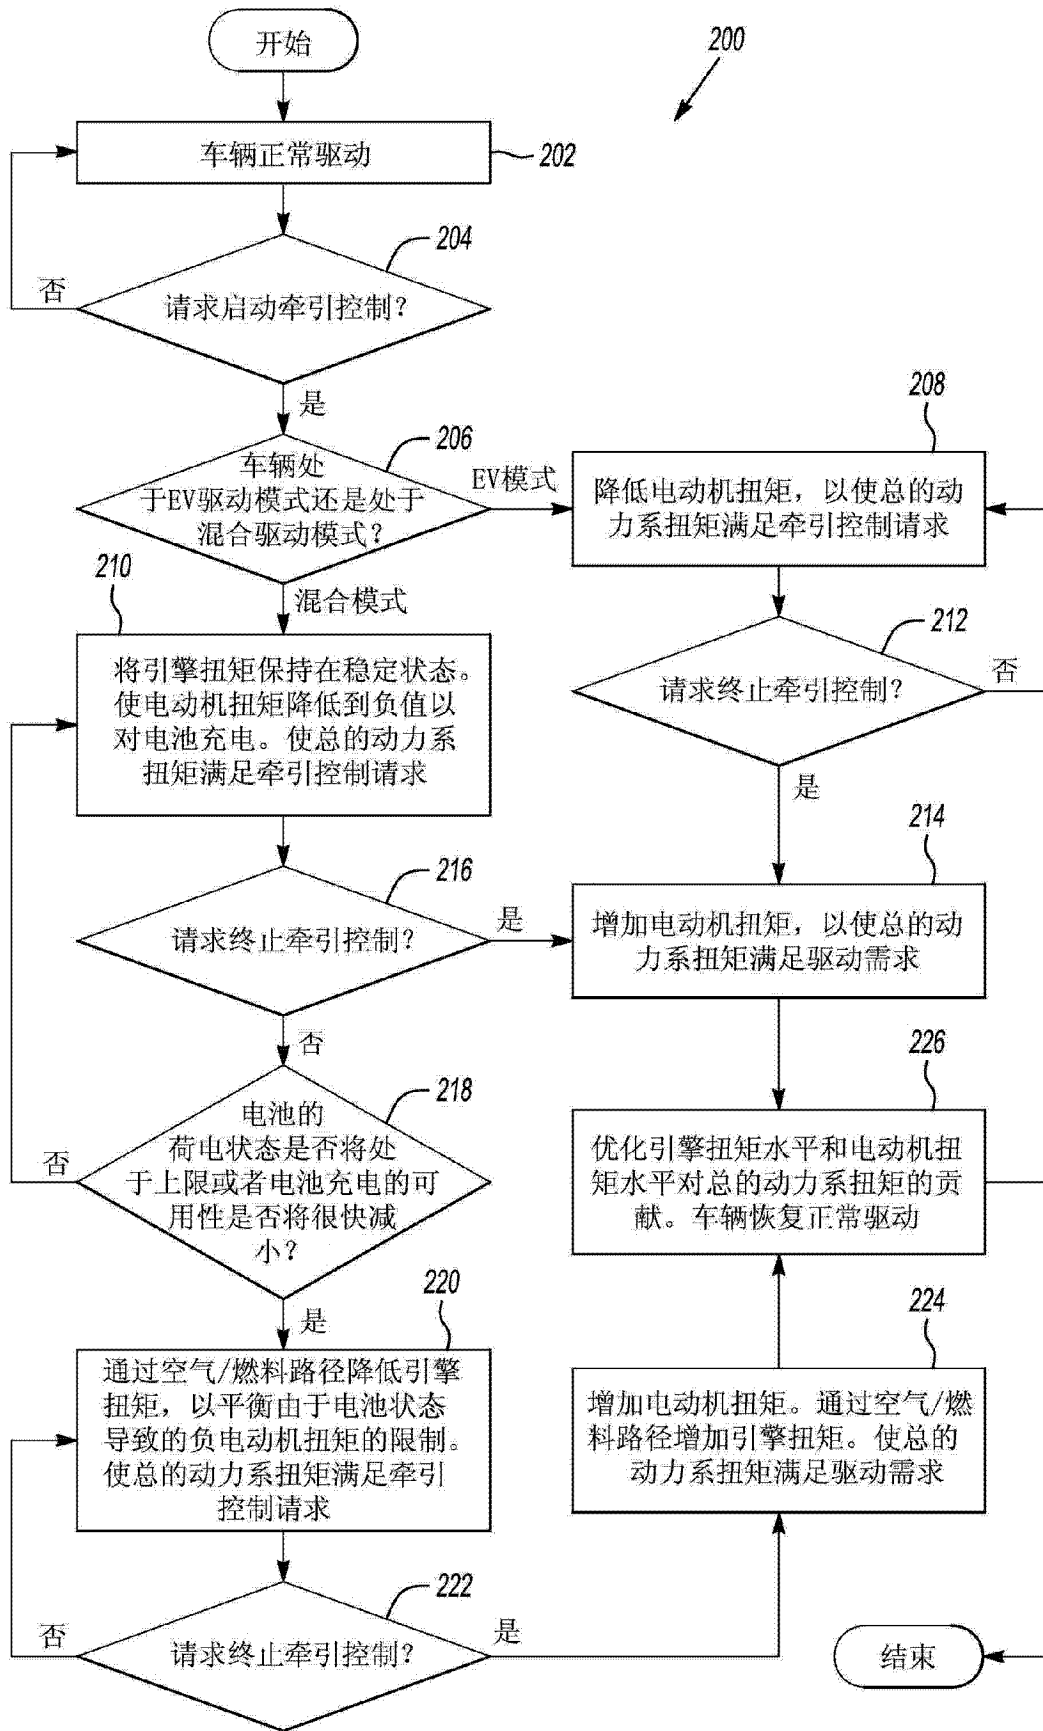 开始
200
车辆正常驱动
202
204
请求启动牵引控制？
否
是
206
车辆处
于EV驱动模式还是处于
混合驱动模式？
EV模式
208
降低电动机扭矩，以使总的动
力系扭矩满足牵引控制请求
混合模式
210
将引擎扭矩保持在稳定状态。
使电动机扭矩降低到负值以
对电池充电。使总的动力系
扭矩满足牵引控制请求
212
请求终止牵引控制？
否
是
214
增加电动机扭矩，以使总的动
力系扭矩满足驱动需求
216
请求终止牵引控制？
是
否
218
电池的
荷电状态是否将处
于上限或者电池充电的可
用性是否将很快减
小？
否
是
226
优化引擎扭矩水平和电动机扭
矩水平对总的动力系扭矩的贡
献。车辆恢复正常驱动
220
通过空气/燃料路径降低引擎
扭矩，以平衡由于电池状态
导致的负电动机扭矩的限制。
使总的动力系扭矩满足牵引
控制请求
224
增加电动机扭矩。通过空气/燃
料路径增加引擎扭矩。使总的
动力系扭矩满足驱动需求
222
请求终止牵引控制？
否
是
结束